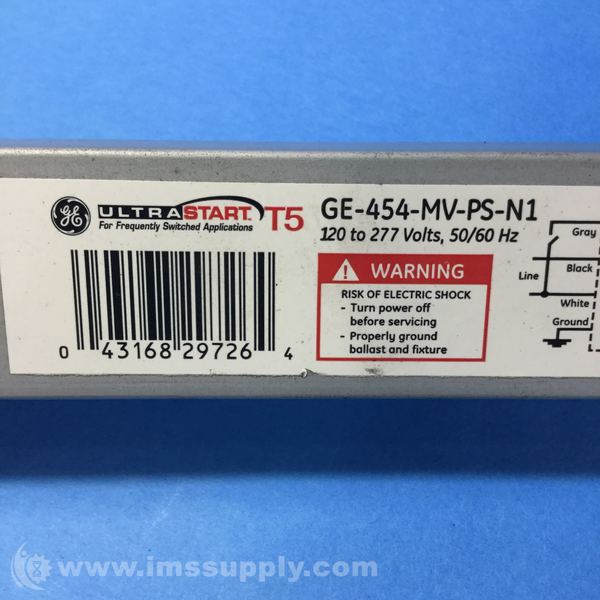 GE ULTRASTART T5
For Frequently Switched Applications
0 43168 29726 4
GE-454-MV-PS-N1
120 to 277 Volts, 50/60 Hz
WARNING
RISK OF ELECTRIC SHOCK
- Turn power off
before servicing
- Properly ground
ballast and fixture
Gray
Black
Line
White
Ground
www.imssupply.com